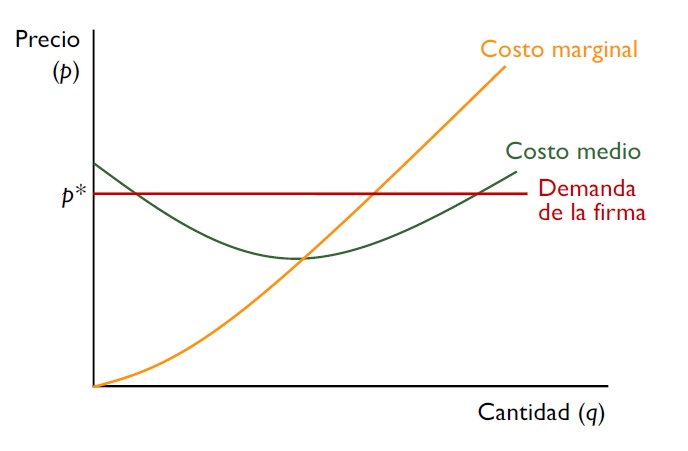 Precio
(p)
Costo marginal
Costo medio
p*
Demanda
de la firma
Cantidad (q)